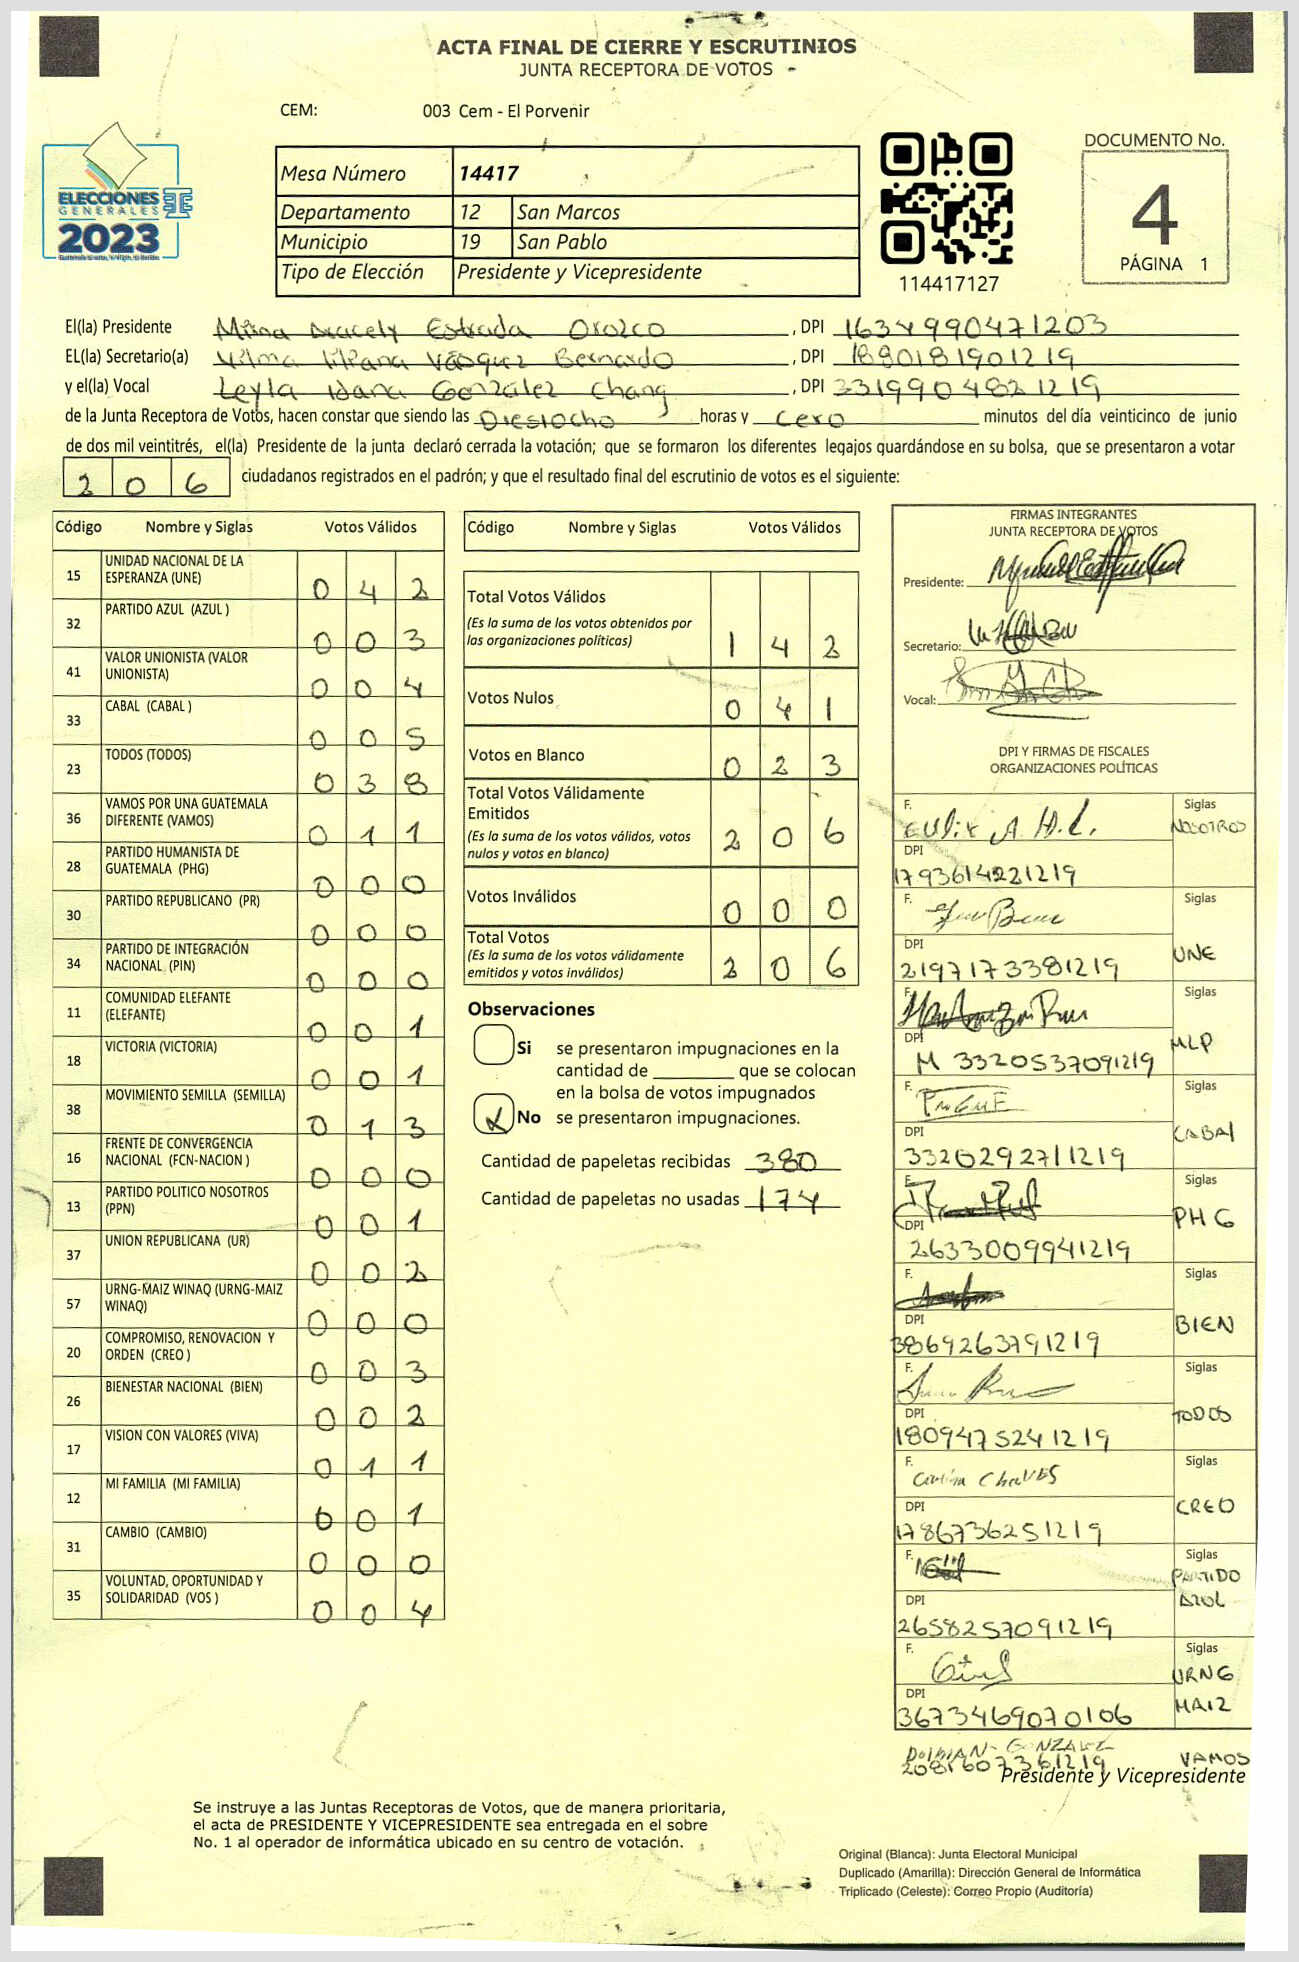 ACTA FINAL DE CIERRE Y ESCRUTINIOS
JUNTA RECEPTORA DE VOTOS
CEM: 003 Cem - El Porvenir
ELECCIONES
GENERALES
2023
Mesa Número 14417
Departamento 12 San Marcos
Municipio 19 San Pablo
Tipo de Elección Presidente y Vicepresidente
114417127
DOCUMENTO No.
4
PÁGINA 1
El(la) Presidente Mirna Aracely Estrada Orozco, DPI 1634990471203
EL(la) Secretario(a) Vilma liliana Vásquez Bernardo, DPI 1880181901219
y el(la) Vocal Leyla Idana González Chang, DPI 3319904821219
de la Junta Receptora de Votos, hacen constar que siendo las Dieslocho horas y Cero minutos del día veinticinco de junio
de dos mil veintitrés, el(la) Presidente de la junta declaró cerrada la votación; que se formaron los diferentes legajos guardándose en su bolsa, que se presentaron a votar
206 ciudadanos registrados en el padrón; y que el resultado final del escrutinio de votos es el siguiente:
Código Nombre y Siglas Votos Válidos
15 UNIDAD NACIONAL DE LA ESPERANZA (UNE) 0 4 2
32 PARTIDO AZUL (AZUL ) 0 0 3
41 VALOR UNIONISTA (VALOR UNIONISTA) 0 0 4
33 CABAL (CABAL ) 0 0 5
23 TODOS (TODOS) 0 3 8
36 VAMOS POR UNA GUATEMALA DIFERENTE (VAMOS) 0 1 1
28 PARTIDO HUMANISTA DE GUATEMALA (PHG) 0 0 0
30 PARTIDO REPUBLICANO (PR) 0 0 0
34 PARTIDO DE INTEGRACIÓN NACIONAL (PIN) 0 0 0
11 COMUNIDAD ELEFANTE (ELEFANTE) 0 0 1
18 VICTORIA (VICTORIA) 0 0 1
38 MOVIMIENTO SEMILLA (SEMILLA) 0 1 3
16 FRENTE DE CONVERGENCIA NACIONAL (FCN-NACION ) 0 0 0
13 PARTIDO POLITICO NOSOTROS (PPN) 0 0 1
37 UNION REPUBLICANA (UR) 0 0 2
57 URNG-MAIZ WINAQ (URNG-MAIZ WINAQ) 0 0 0
20 COMPROMISO, RENOVACION Y ORDEN (CREO ) 0 0 3
26 BIENESTAR NACIONAL (BIEN) 0 0 2
17 VISION CON VALORES (VIVA) 0 1 1
12 MI FAMILIA (MI FAMILIA) 0 0 1
31 CAMBIO (CAMBIO) 0 0 0
35 VOLUNTAD, OPORTUNIDAD Y SOLIDARIDAD (VOS ) 0 0 4
Código Nombre y Siglas Votos Válidos
Total Votos Válidos 1 4 2
(Es la suma de los votos obtenidos por
las organizaciones políticas)
Votos Nulos 0 4 1
Votos en Blanco 0 2 3
Total Votos Válidamente
Emitidos 2 0 6
(Es la suma de los votos válidos, votos
nulos y votos en blanco)
Votos Inválidos 0 0 0
Total Votos 2 0 6
(Es la suma de los votos válidamente
emitidos y votos inválidos)
Observaciones
Si se presentaron impugnaciones en la
cantidad de ________ que se colocan
en la bolsa de votos impugnados
X No se presentaron impugnaciones.
Cantidad de papeletas recibidas 380
Cantidad de papeletas no usadas 174
FIRMAS INTEGRANTES
JUNTA RECEPTORA DE VOTOS
Presidente:
Secretario:
Vocal:
DPI Y FIRMAS DE FISCALES
ORGANIZACIONES POLÍTICAS
F. Siglas NOSOTROS
DPI 1793614221219
F. Siglas UNE
DPI 2197173381219
F. Siglas MLP
DPI M 3320537091219
F. Siglas CABAl
DPI 3320292711219
F. Siglas PHG
DPI 2633009941219
F. Siglas BIEN
DPI 3869263791219
F. Siglas TODOS
DPI 1809475241219
F. Carina Chaves Siglas CREO
DPI 1786736251219
F. Siglas PARTIDO AZUL
DPI 2658257091219
F. Siglas URNG MAIZ
DPI 3673469070106
GONZALEZ VAMOS
2081607361219
Presidente y Vicepresidente
Se instruye a las Juntas Receptoras de Votos, que de manera prioritaria,
el acta de PRESIDENTE Y VICEPRESIDENTE sea entregada en el sobre
No. 1 al operador de informática ubicado en su centro de votación.
Original (Blanca): Junta Electoral Municipal
Duplicado (Amarilla): Dirección General de Informática
Triplicado (Celeste): Correo Propio (Auditoría)